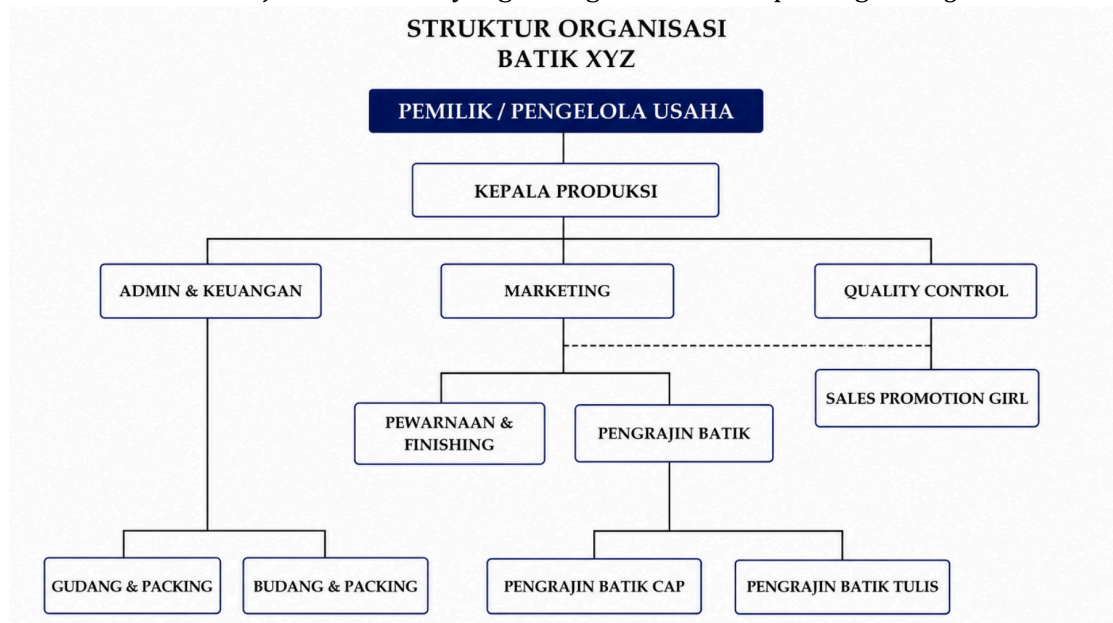 STRUKTUR ORGANISASI
BATIK XYZ
PEMILIK / PENGELOLA USAHA
KEPALA PRODUKSI
ADMIN & KEUANGAN
MARKETING
QUALITY CONTROL
SALES PROMOTION GIRL
PEWARNAAN &
FINISHING
PENGRAJIN BATIK
GUDANG & PACKING
BUDANG & PACKING
PENGRAJIN BATIK CAP
PENGRAJIN BATIK TULIS